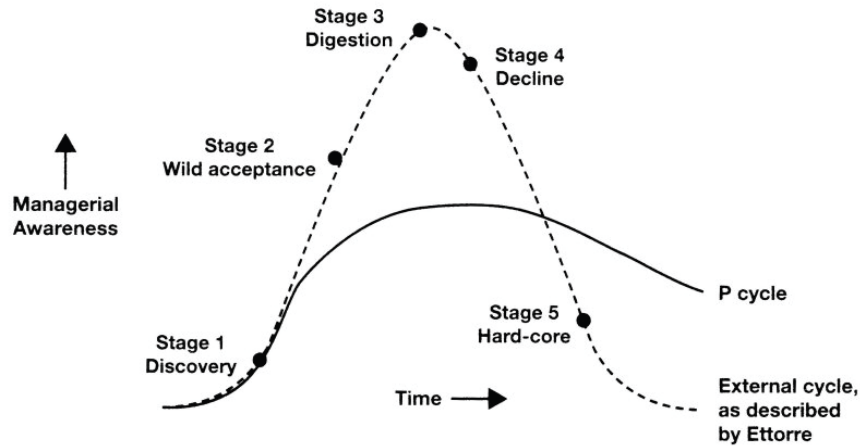 Stage 3
Digestion
Stage 4
Decline
Stage 2
Wild acceptance
Managerial
Awareness
P cycle
Stage 5
Hard-core
Stage 1
Discovery
Time
External cycle,
as described
by Ettorre